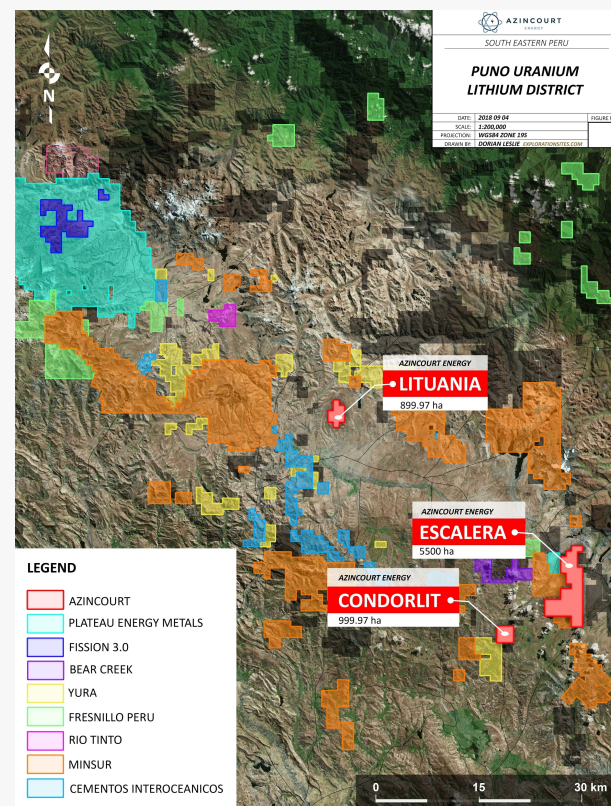 AZINCOURT
ENERGY
SOUTH EASTERN PERU
PUNO URANIUM
LITHIUM DISTRICT
DATE: 2018 09 04
FIGURE
SCALE: 1:200,000
PROJECTION: WGS84 ZONE 19S
DRAWN BY: DORIAN LESLIE EXPLORATIONSITES.COM
N
AZINCOURT ENERGY
LITUANIA
899.97 ha
AZINCOURT ENERGY
ESCALERA
5500 ha
AZINCOURT ENERGY
CONDORLIT
999.97 ha
LEGEND
AZINCOURT
PLATEAU ENERGY METALS
FISSION 3.0
BEAR CREEK
YURA
FRESNILLO PERU
RIO TINTO
MINSUR
CEMENTOS INTEROCEANICOS
0 15 30 km